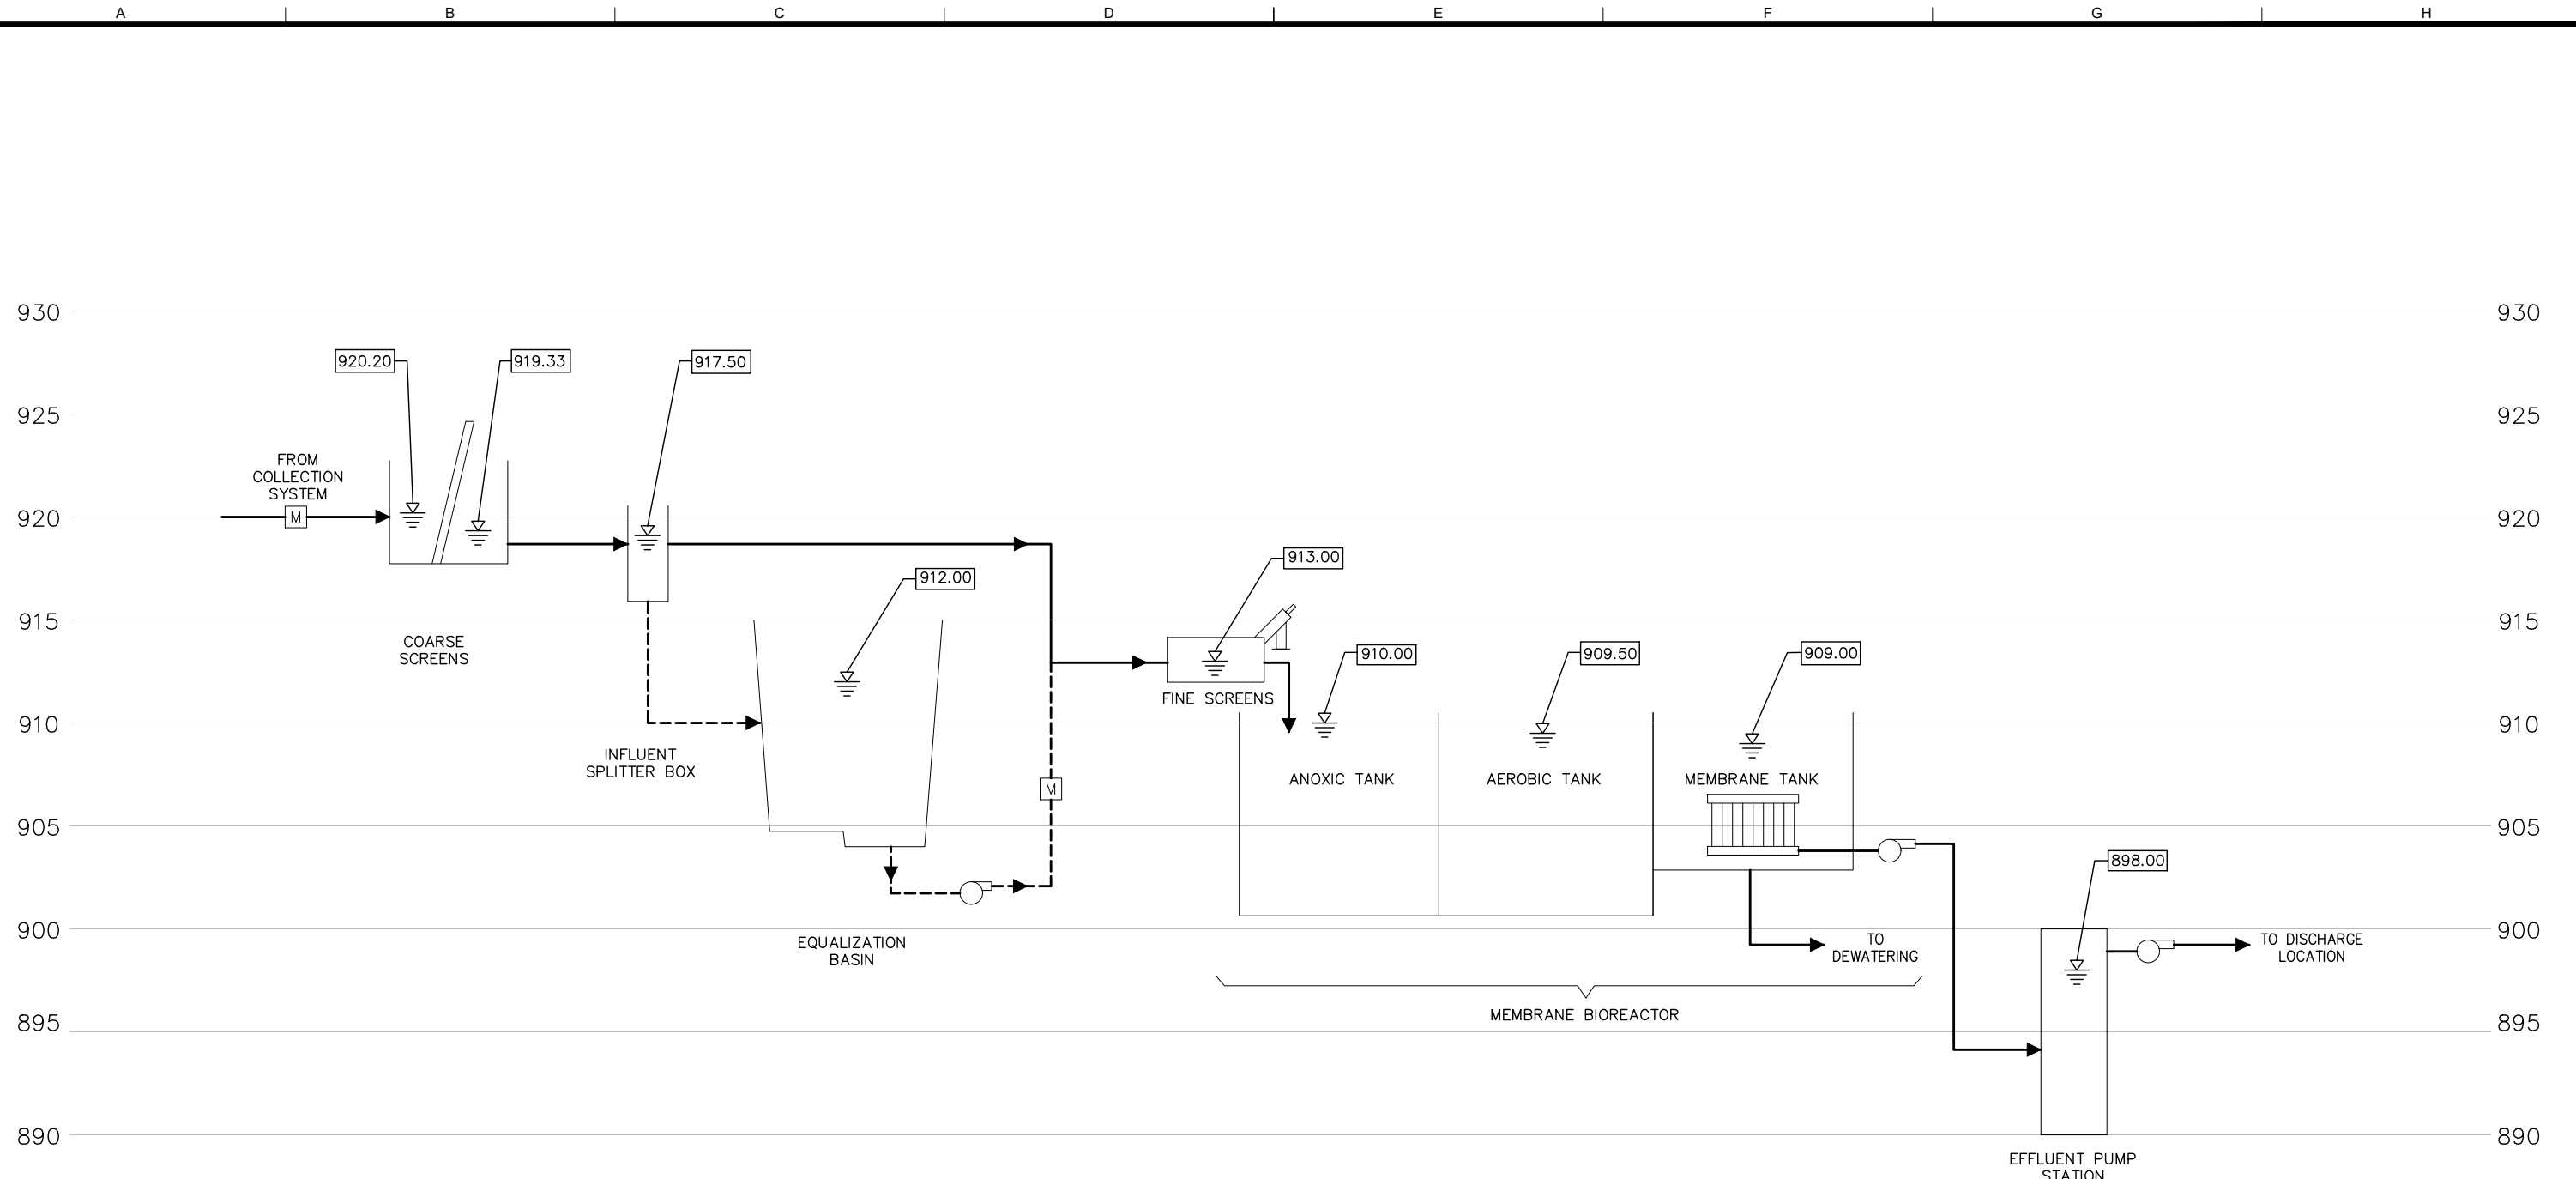 A B C D E F G H
930 930
920.20 919.33 917.50
925 925
FROM
COLLECTION
SYSTEM
M
920 920
913.00
912.00
915 915
COARSE
SCREENS
910.00 909.50 909.00
FINE SCREENS
910 910
INFLUENT
SPLITTER BOX
ANOXIC TANK AEROBIC TANK MEMBRANE TANK
M
905 905
898.00
900 900
EQUALIZATION
BASIN
TO
DEWATERING
TO DISCHARGE
LOCATION
MEMBRANE BIOREACTOR
895 895
890 890
EFFLUENT PUMP
STATION